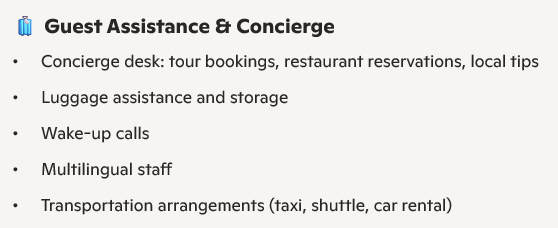 🧳 Guest Assistance & Concierge
• Concierge desk: tour bookings, restaurant reservations, local tips
• Luggage assistance and storage
• Wake-up calls
• Multilingual staff
• Transportation arrangements (taxi, shuttle, car rental)